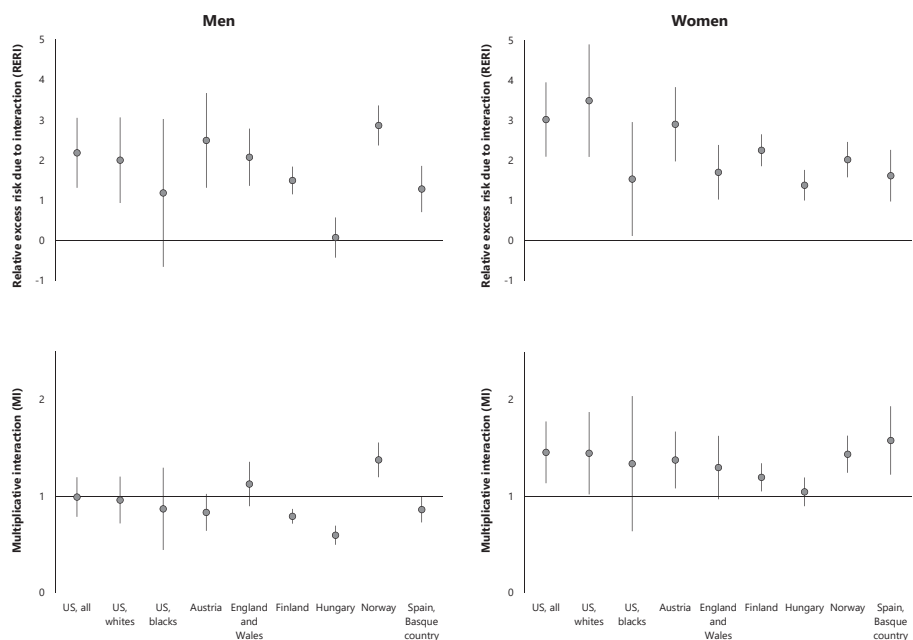 Men
Women
Relative excess risk due to interaction (RERI)
5
4
3
2
1
0
-1
Relative excess risk due to interaction (RERI)
5
4
3
2
1
0
-1
Multiplicative interaction (MI)
2
1
0
US, all
US,
whites
US,
blacks
Austria
England
and
Wales
Finland
Hungary
Norway
Spain,
Basque
country
Multiplicative interaction (MI)
2
1
0
US, all
US,
whites
US,
blacks
Austria
England
and
Wales
Finland
Hungary
Norway
Spain,
Basque
country